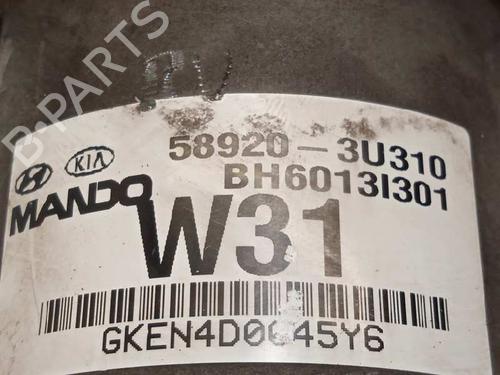 B-PARTS
58920-3U310
KIA
BH6013I301
MANDO
W31
GKEN4D0645Y6